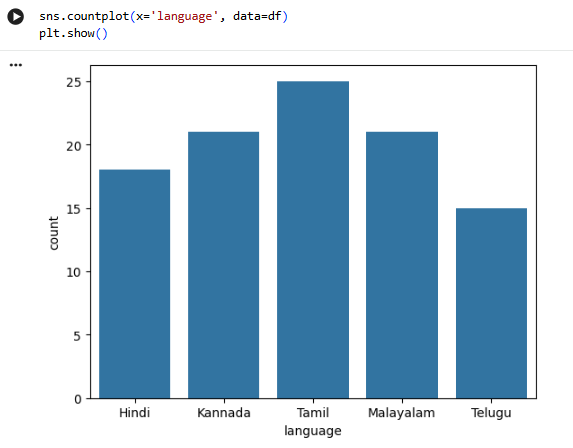 sns.countplot(x='language', data=df)
plt.show()
25
20
15
10
5
0
count
Hindi Kannada Tamil Malayalam Telugu
language